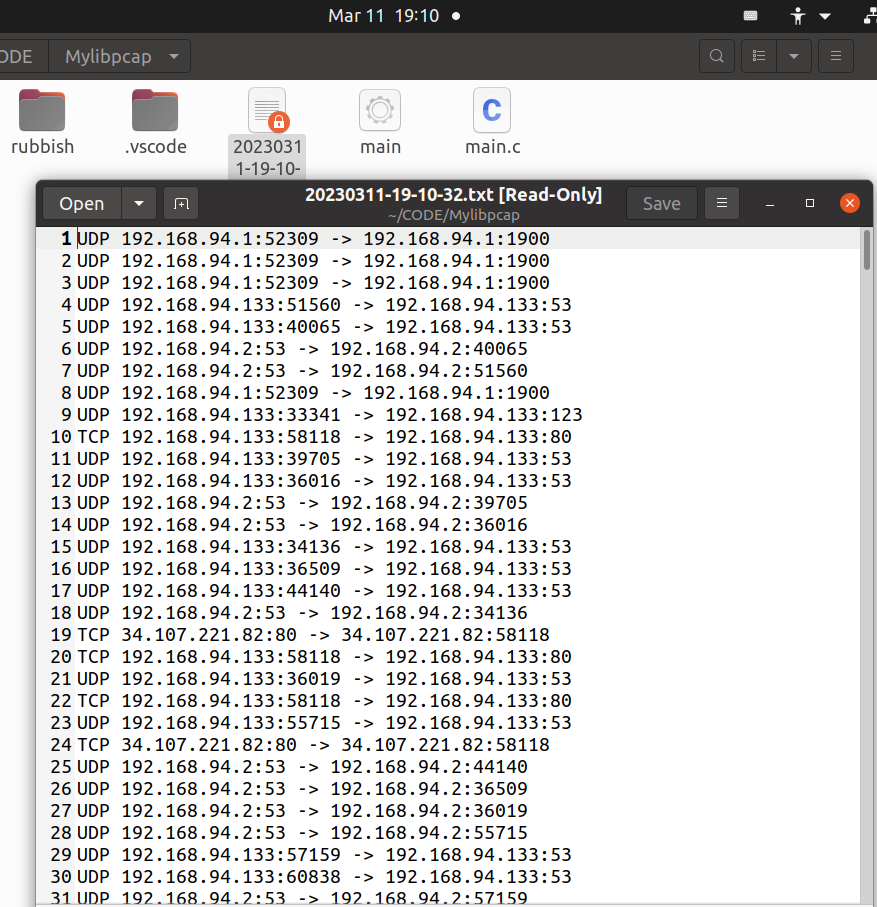 Mar 11 19:10
ODE Mylibpcap
rubbish
.vscode
2023031
1-19-10-
main
C
main.c
Open
20230311-19-10-32.txt [Read-Only]
~/CODE/Mylibpcap
Save
1 UDP 192.168.94.1:52309 -> 192.168.94.1:1900
2 UDP 192.168.94.1:52309 -> 192.168.94.1:1900
3 UDP 192.168.94.1:52309 -> 192.168.94.1:1900
4 UDP 192.168.94.133:51560 -> 192.168.94.133:53
5 UDP 192.168.94.133:40065 -> 192.168.94.133:53
6 UDP 192.168.94.2:53 -> 192.168.94.2:40065
7 UDP 192.168.94.2:53 -> 192.168.94.2:51560
8 UDP 192.168.94.1:52309 -> 192.168.94.1:1900
9 UDP 192.168.94.133:33341 -> 192.168.94.133:123
10 TCP 192.168.94.133:58118 -> 192.168.94.133:80
11 UDP 192.168.94.133:39705 -> 192.168.94.133:53
12 UDP 192.168.94.133:36016 -> 192.168.94.133:53
13 UDP 192.168.94.2:53 -> 192.168.94.2:39705
14 UDP 192.168.94.2:53 -> 192.168.94.2:36016
15 UDP 192.168.94.133:34136 -> 192.168.94.133:53
16 UDP 192.168.94.133:36509 -> 192.168.94.133:53
17 UDP 192.168.94.133:44140 -> 192.168.94.133:53
18 UDP 192.168.94.2:53 -> 192.168.94.2:34136
19 TCP 34.107.221.82:80 -> 34.107.221.82:58118
20 TCP 192.168.94.133:58118 -> 192.168.94.133:80
21 UDP 192.168.94.133:36019 -> 192.168.94.133:53
22 TCP 192.168.94.133:58118 -> 192.168.94.133:80
23 UDP 192.168.94.133:55715 -> 192.168.94.133:53
24 TCP 34.107.221.82:80 -> 34.107.221.82:58118
25 UDP 192.168.94.2:53 -> 192.168.94.2:44140
26 UDP 192.168.94.2:53 -> 192.168.94.2:36509
27 UDP 192.168.94.2:53 -> 192.168.94.2:36019
28 UDP 192.168.94.2:53 -> 192.168.94.2:55715
29 UDP 192.168.94.133:57159 -> 192.168.94.133:53
30 UDP 192.168.94.133:60838 -> 192.168.94.133:53
31 UDP 192.168.94.2:53 -> 192.168.94.2:57159